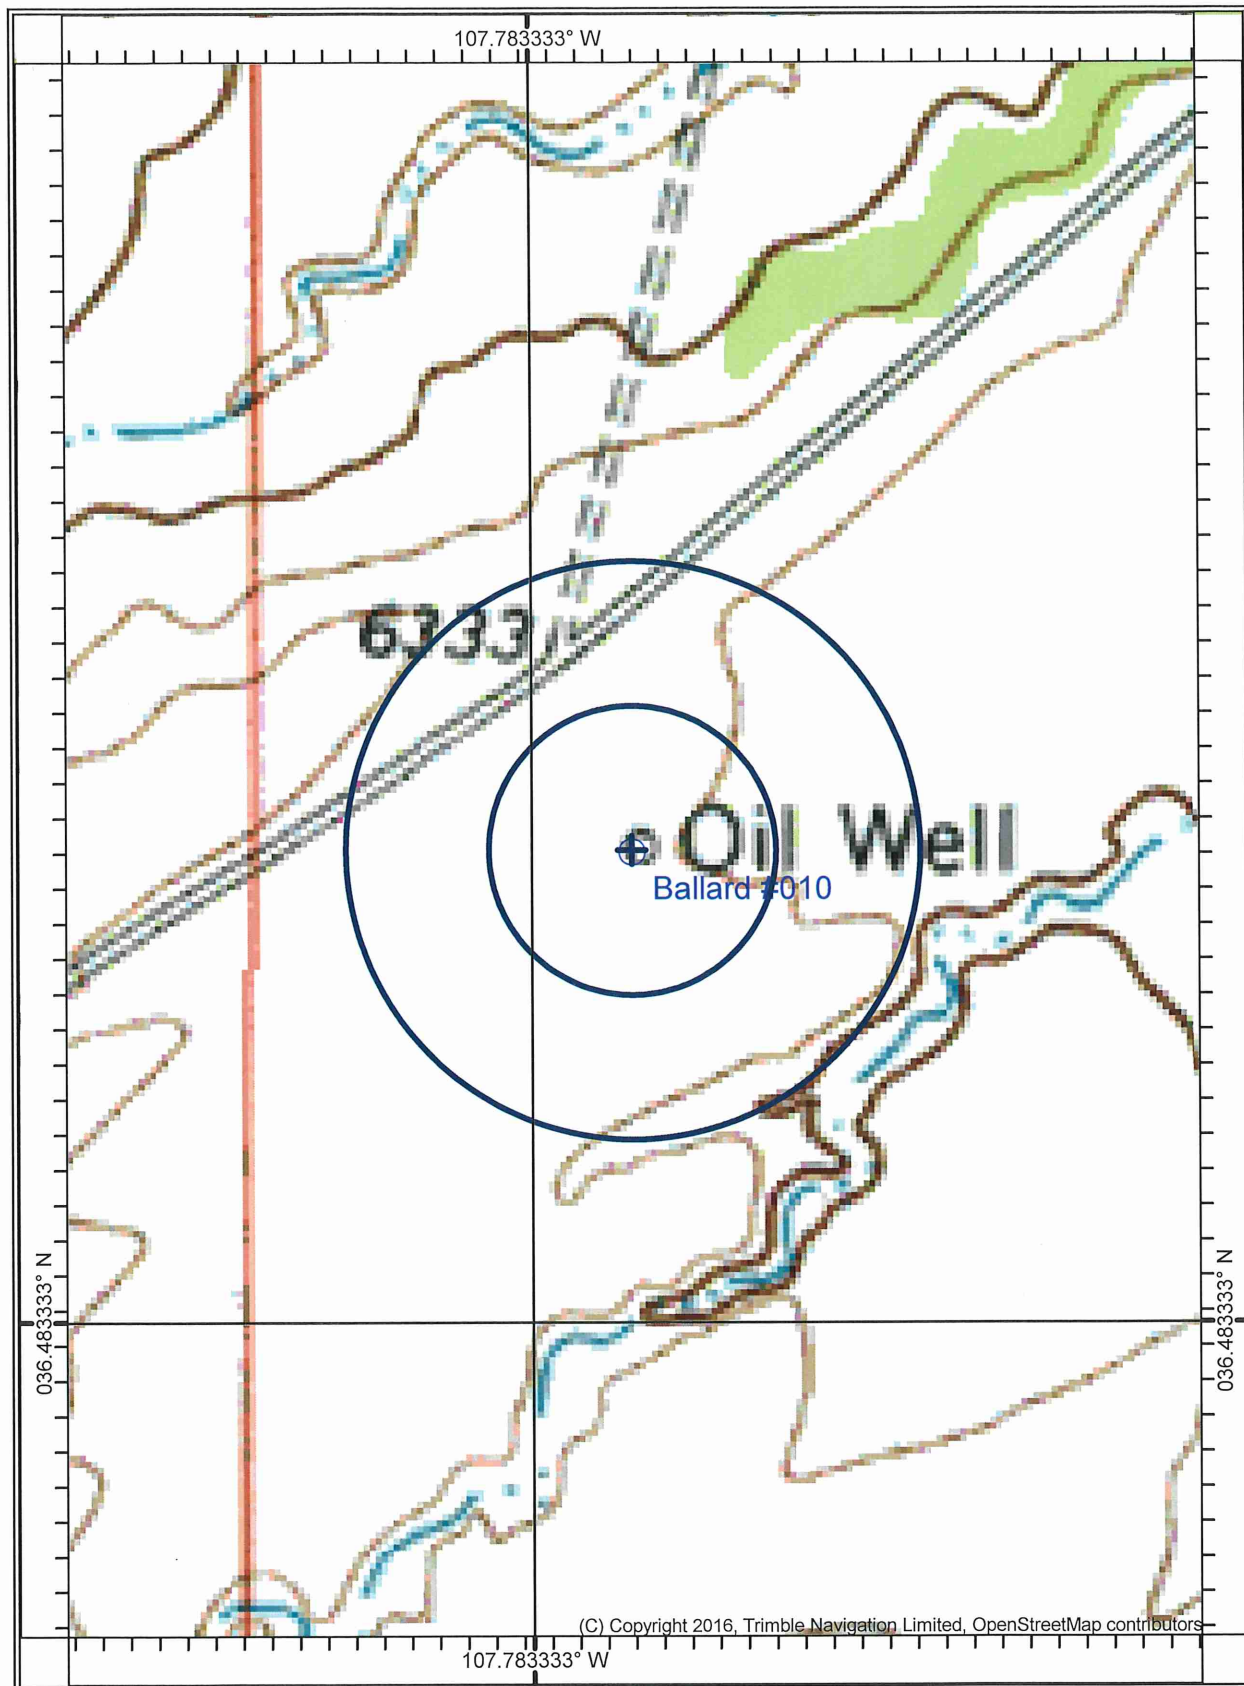 107.783333° W
6333
Oil Well
Ballard #010
036.483333° N
036.483333° N
(C) Copyright 2016, Trimble Navigation Limited, OpenStreetMap contributors
107.783333° W